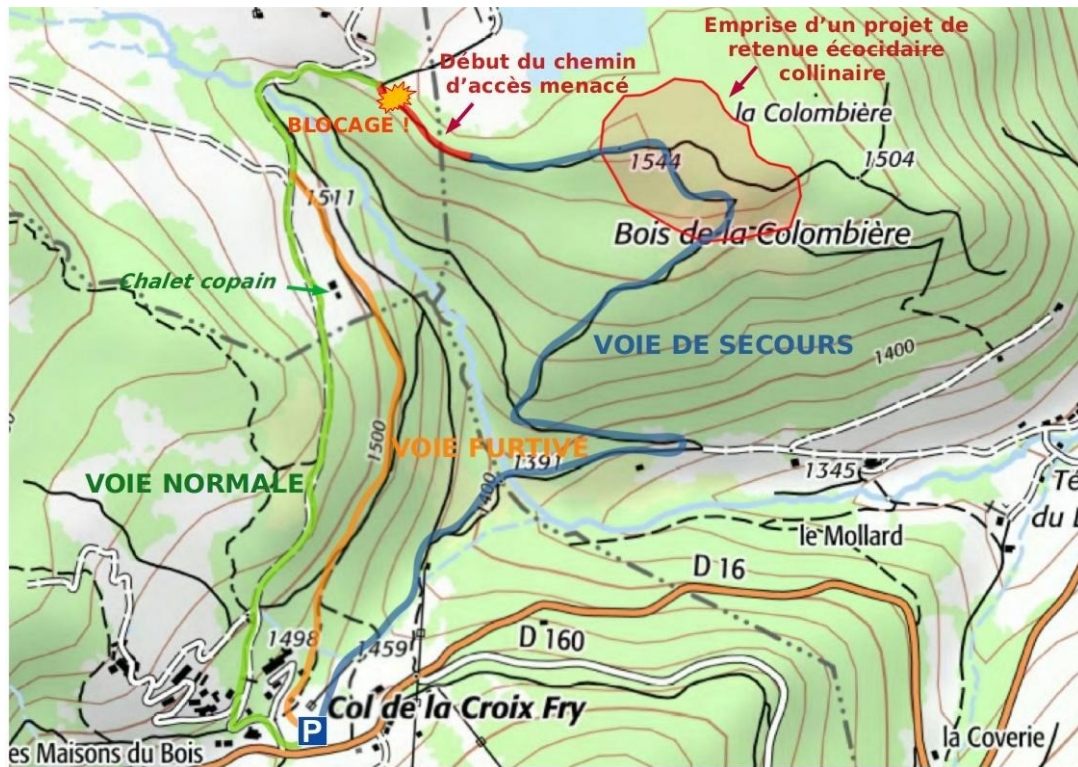 Emprise d'un projet de
retenue écocidaire
collinaire
Début du chemin
d'accès menacé
la Colombière
BLOCAGE !
1544
1504
1511
Bois de la Colombière
Chalet copain
VOIE DE SECOURS
1400
1500
VOIE FURTIVE
1391
VOIE NORMALE
1400
1345
Té
du
le Mollard
D 16
1498
1459
D 160
Col de la Croix Fry
P
es Maisons du Bois
la Coverie